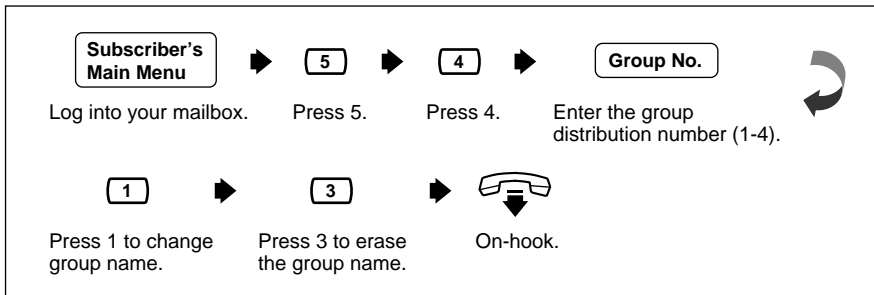 Subscriber's
Main Menu
5
4
Group No.
Log into your mailbox.
Press 5.
Press 4.
Enter the group
distribution number (1-4).
1
3
Press 1 to change
group name.
Press 3 to erase
the group name.
On-hook.